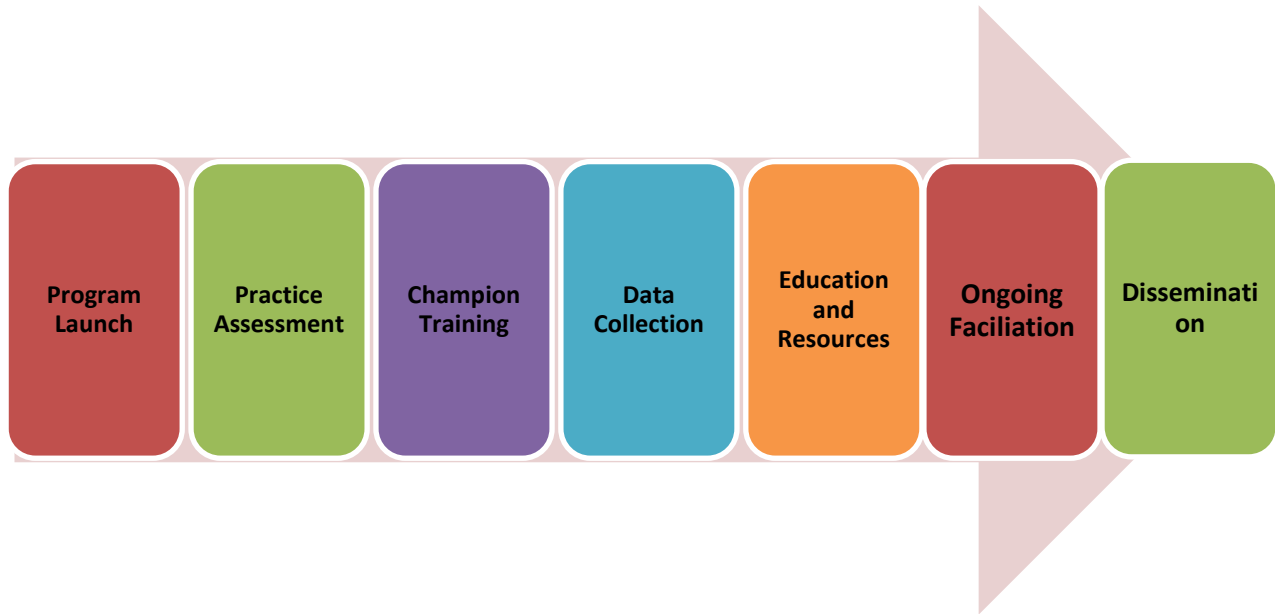 Program
Launch
Practice
Assessment
Champion
Training
Data
Collection
Education
and
Resources
Ongoing
Faciliation
Disseminati
on